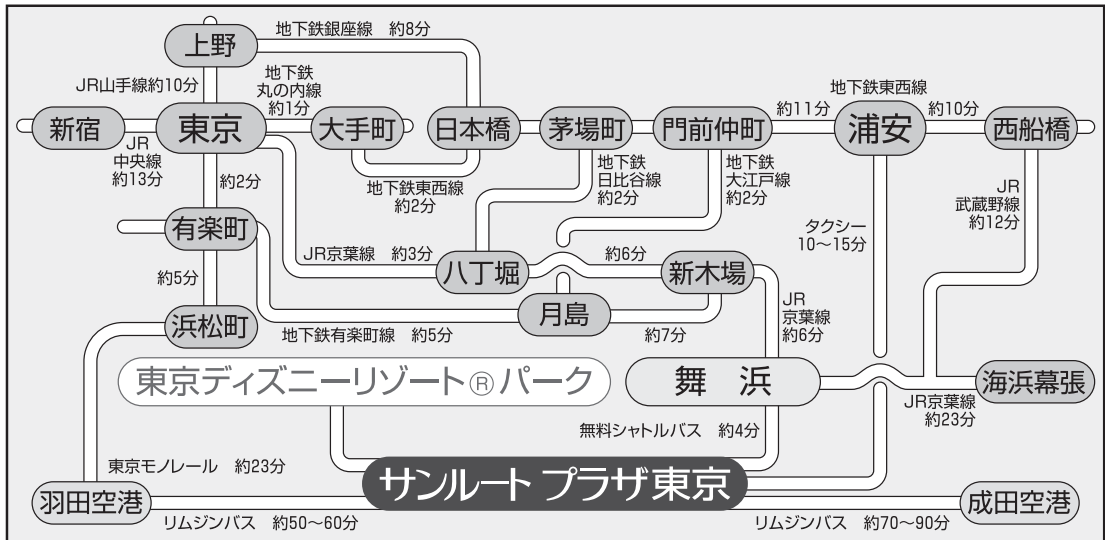 上野
地下鉄銀座線 約8分
JR山手線約10分
地下鉄
丸の内線
約1分
地下鉄東西線
新宿
東京
大手町
日本橋
茅場町
門前仲町
約11分
浦安
約10分
西船橋
JR
中央線
約13分
約2分
地下鉄東西線
約2分
地下鉄
日比谷線
約2分
地下鉄
大江戸線
約2分
タクシー
10〜15分
JR
武蔵野線
約12分
有楽町
JR京葉線 約3分
八丁堀
約6分
新木場
約5分
月島
浜松町
地下鉄有楽町線 約5分
約7分
JR
京葉線
約6分
東京ディズニーリゾート®パーク
舞 浜
海浜幕張
JR京葉線
約23分
無料シャトルバス 約4分
東京モノレール 約23分
サンルート プラザ東京
羽田空港
成田空港
リムジンバス 約50〜60分
リムジンバス 約70〜90分